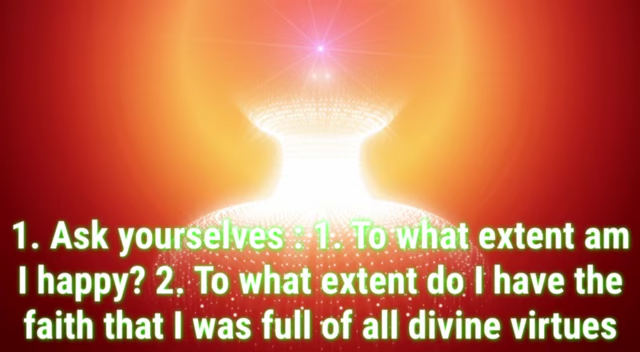 1. Ask yourselves : 1. To what extent am
I happy? 2. To what extent do I have the
faith that I was full of all divine virtues